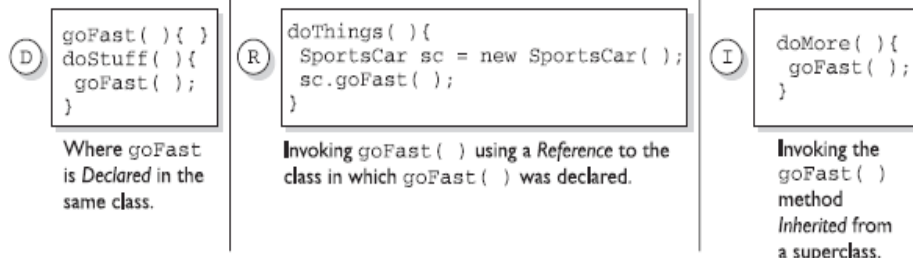 D
goFast( ){ }
doStuff( ){
goFast( );
}
Where goFast
is Declared in the
same class.
R
doThings( ){
SportsCar sc = new SportsCar( );
sc.goFast( );
}
Invoking goFast( ) using a Reference to the
class in which goFast( ) was declared.
I
doMore( ){
goFast( );
}
Invoking the
goFast( )
method
Inherited from
a superclass.